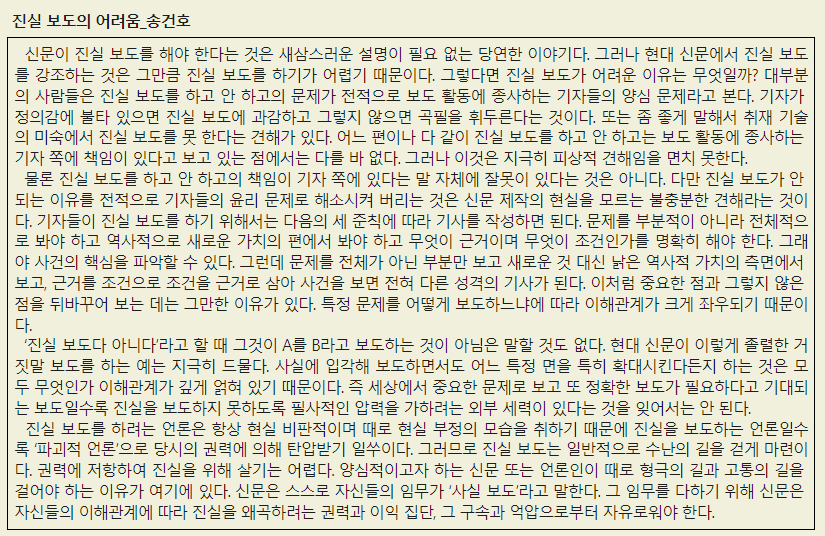 진실 보도의 어려움_송건호
신문이 진실 보도를 해야 한다는 것은 새삼스러운 설명이 필요 없는 당연한 이야기다. 그러나 현대 신문에서 진실 보도
를 강조하는 것은 그만큼 진실 보도를 하기가 어렵기 때문이다. 그렇다면 진실 보도가 어려운 이유는 무엇일까? 대부분
의 사람들은 진실 보도를 하고 안 하고의 문제가 전적으로 보도 활동에 종사하는 기자들의 양심 문제라고 본다. 기자가
정의감에 불타 있으면 진실 보도에 과감하고 그렇지 않으면 곡필을 휘두른다는 것이다. 또는 좀 좋게 말해서 취재 기술
의 미숙에서 진실 보도를 못 한다는 견해가 있다. 어느 편이나 다 같이 진실 보도를 하고 안 하고는 보도 활동에 종사하는
기자 쪽에 책임이 있다고 보고 있는 점에서는 다를 바 없다. 그러나 이것은 지극히 피상적 견해임을 면치 못한다.
물론 진실 보도를 하고 안 하고의 책임이 기자 쪽에 있다는 말 자체에 잘못이 있다는 것은 아니다. 다만 진실 보도가 안
되는 이유를 전적으로 기자들의 윤리 문제로 해소시켜 버리는 것은 신문 제작의 현실을 모르는 불충분한 견해라는 것이
다. 기자들이 진실 보도를 하기 위해서는 다음의 세 준칙에 따라 기사를 작성하면 된다. 문제를 부분적이 아니라 전체적으
로 봐야 하고 역사적으로 새로운 가치의 편에서 봐야 하고 무엇이 근거이며 무엇이 조건인가를 명확히 해야 한다. 그래
야 사건의 핵심을 파악할 수 있다. 그런데 문제를 전체가 아닌 부분만 보고 새로운 것 대신 낡은 역사적 가치의 측면에서
보고, 근거를 조건으로 조건을 근거로 삼아 사건을 보면 전혀 다른 성격의 기사가 된다. 이처럼 중요한 점과 그렇지 않은
점을 뒤바꾸어 보는 데는 그만한 이유가 있다. 특정 문제를 어떻게 보도하느냐에 따라 이해관계가 크게 좌우되기 때문이
다.
‘진실 보도다 아니다’라고 할 때 그것이 A를 B라고 보도하는 것이 아님은 말할 것도 없다. 현대 신문이 이렇게 졸렬한 거
짓말 보도를 하는 예는 지극히 드물다. 사실에 입각해 보도하면서도 어느 특정 면을 특히 확대시킨다든지 하는 것은 모
두 무엇인가 이해관계가 깊게 얽혀 있기 때문이다. 즉 세상에서 중요한 문제로 보고 또 정확한 보도가 필요하다고 기대되
는 보도일수록 진실을 보도하지 못하도록 필사적인 압력을 가하려는 외부 세력이 있다는 것을 잊어서는 안 된다.
진실 보도를 하려는 언론은 항상 현실 비판적이며 때로 현실 부정의 모습을 취하기 때문에 진실을 보도하는 언론일수
록 ‘파괴적 언론’으로 당시의 권력에 의해 탄압받기 일쑤이다. 그러므로 진실 보도는 일반적으로 수난의 길을 걷게 마련이
다. 권력에 저항하여 진실을 위해 살기는 어렵다. 양심적이고자 하는 신문 또는 언론인이 때로 형극의 길과 고통의 길을
걸어야 하는 이유가 여기에 있다. 신문은 스스로 자신들의 임무가 ‘사실 보도’라고 말한다. 그 임무를 다하기 위해 신문은
자신들의 이해관계에 따라 진실을 왜곡하려는 권력과 이익 집단, 그 구속과 억압으로부터 자유로워야 한다.